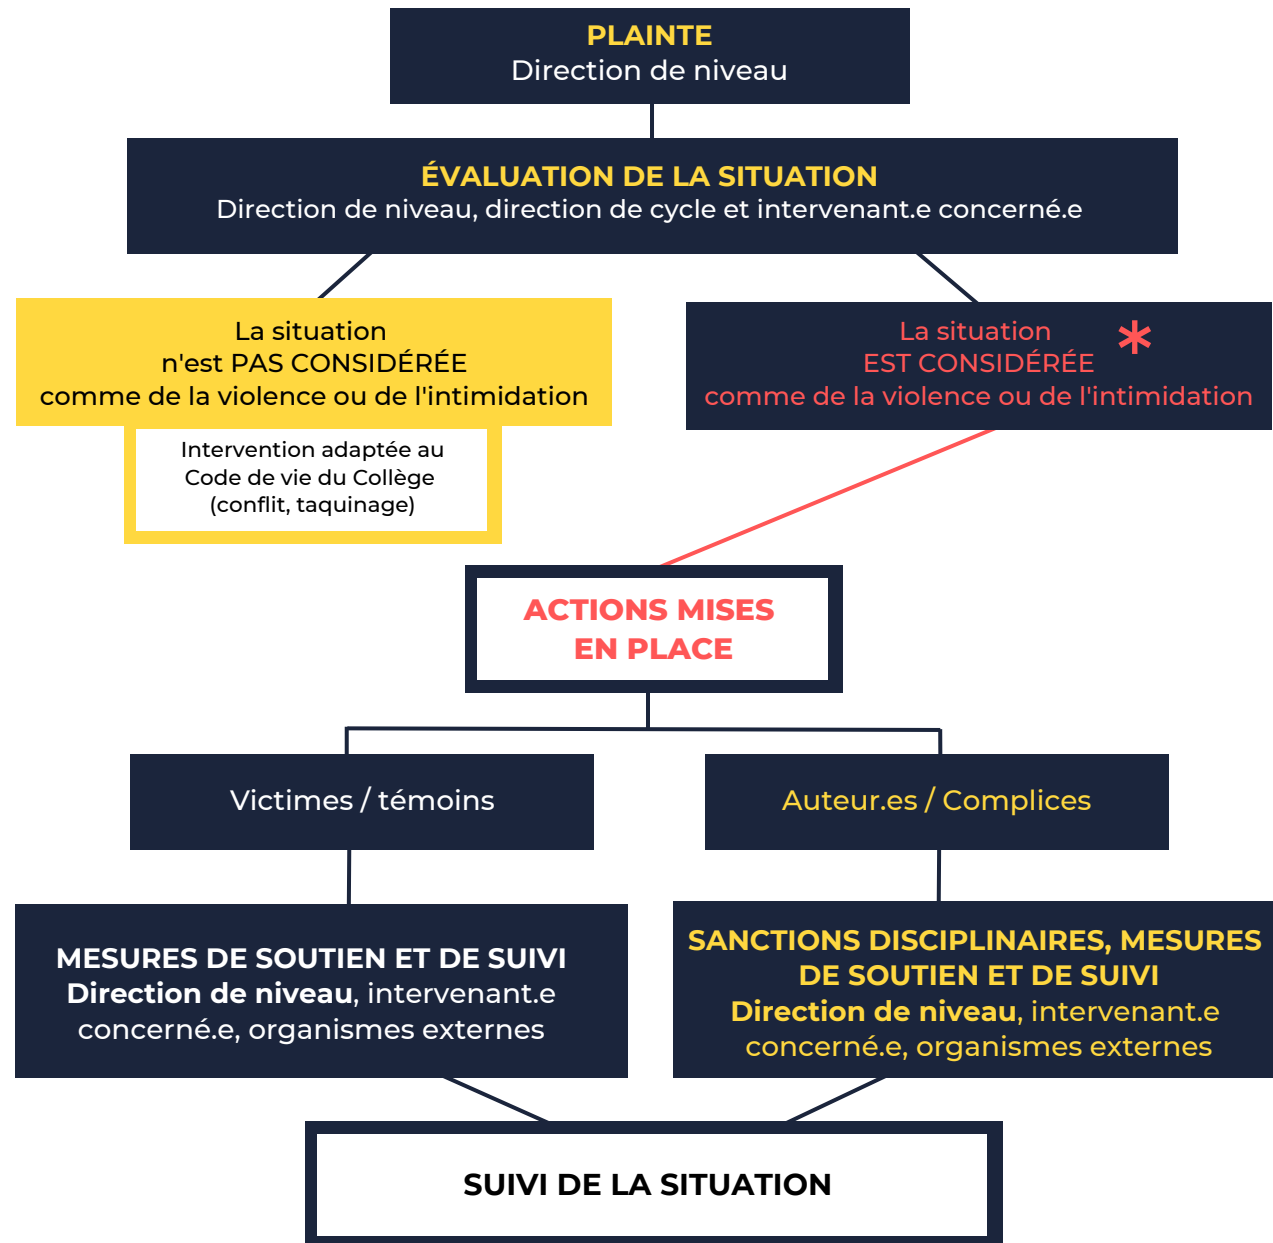 PLAINTE
Direction de niveau
ÉVALUATION DE LA SITUATION
Direction de niveau, direction de cycle et intervenant.e concerné.e
La situation
n'est PAS CONSIDÉRÉE
comme de la violence ou de l'intimidation
Intervention adaptée au
Code de vie du Collège
(conflit, taquinage)
La situation *
EST CONSIDÉRÉE
comme de la violence ou de l'intimidation
ACTIONS MISES
EN PLACE
Victimes / témoins
Auteur.es / Complices
MESURES DE SOUTIEN ET DE SUIVI
Direction de niveau, intervenant.e
concerné.e, organismes externes
SANCTIONS DISCIPLINAIRES, MESURES
DE SOUTIEN ET DE SUIVI
Direction de niveau, intervenant.e
concerné.e, organismes externes
SUIVI DE LA SITUATION